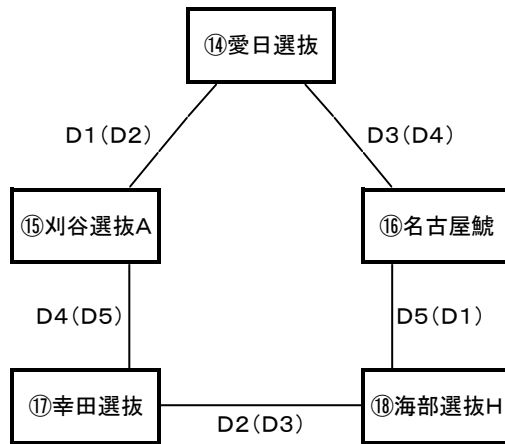 ⑭愛日選抜
D1(D2)
D3(D4)
⑮刈谷選抜A
⑯名古屋鯱
D4(D5)
D5(D1)
⑰幸田選抜
⑱海部選抜H
D2(D3)